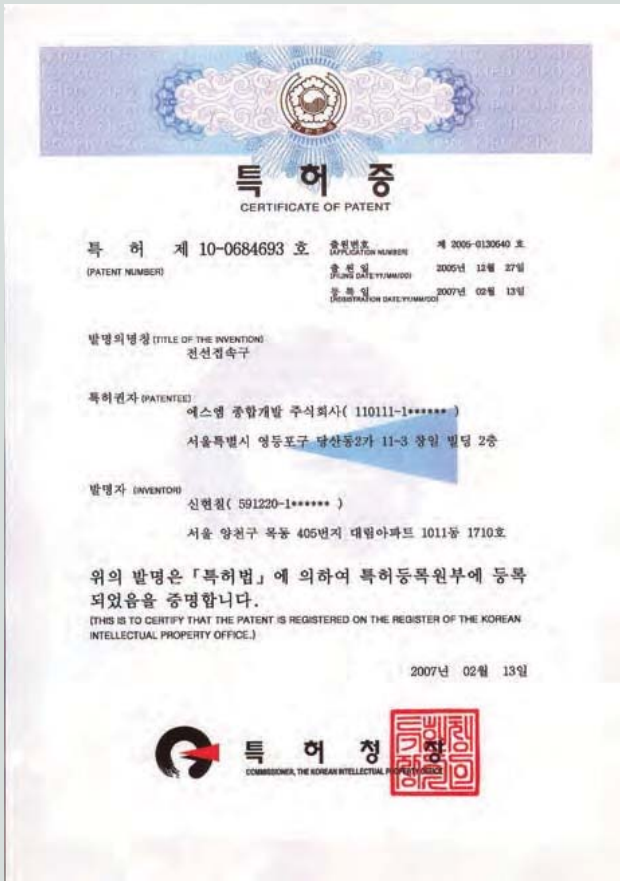 특 허 증
CERTIFICATE OF PATENT
특 허 제 10-0684693 호
(PATENT NUMBER)
출원번호 제 2005-0130640 호
(APPLICATION NUMBER)
출 원 일 2005년 12월 27일
(FILING DATE:YY/MM/DD)
등 록 일 2007년 02월 13일
(REGISTRATION DATE:YY/MM/DD)
발명의명칭 (TITLE OF THE INVENTION)
전선접속구
특허권자 (PATENTEE)
에스엠 종합개발 주식회사( 110111-1****** )
서울특별시 영등포구 당산동2가 11-3 창일 빌딩 2층
발명자 (INVENTOR)
신현칠( 591220-1****** )
서울 양천구 목동 405번지 대림아파트 1011동 1710호
위의 발명은 「특허법」에 의하여 특허등록원부에 등록
되었음을 증명합니다.
(THIS IS TO CERTIFY THAT THE PATENT IS REGISTERED ON THE REGISTER OF THE KOREAN
INTELLECTUAL PROPERTY OFFICE.)
2007년 02월 13일
특 허 청 장
COMMISSIONER, THE KOREAN INTELLECTUAL PROPERTY OFFICE